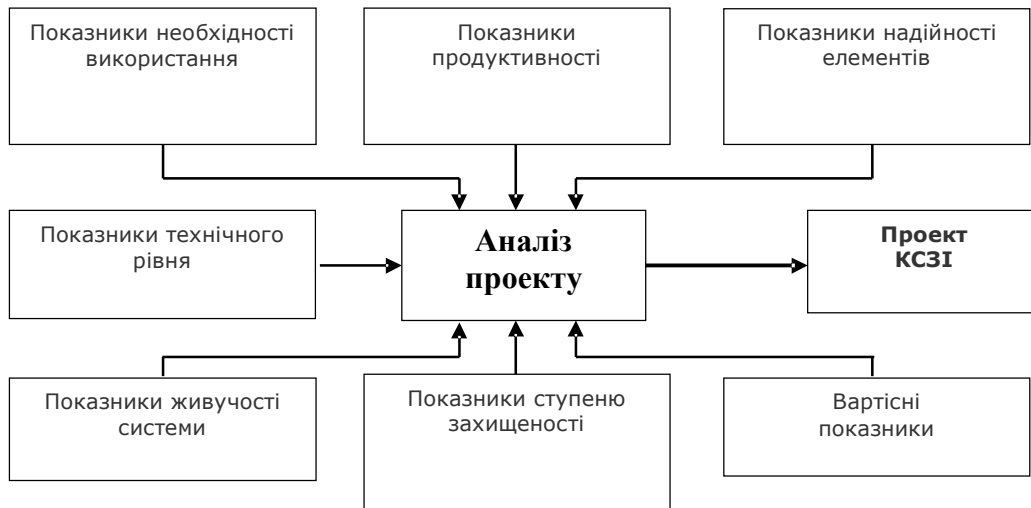 Показники необхідності
використання
Показники
продуктивності
Показники надійності
елементів
Показники технічного
рівня
Аналіз
проекту
Проект
КСЗІ
Показники живучості
системи
Показники ступеню
захищеності
Вартісні
показники